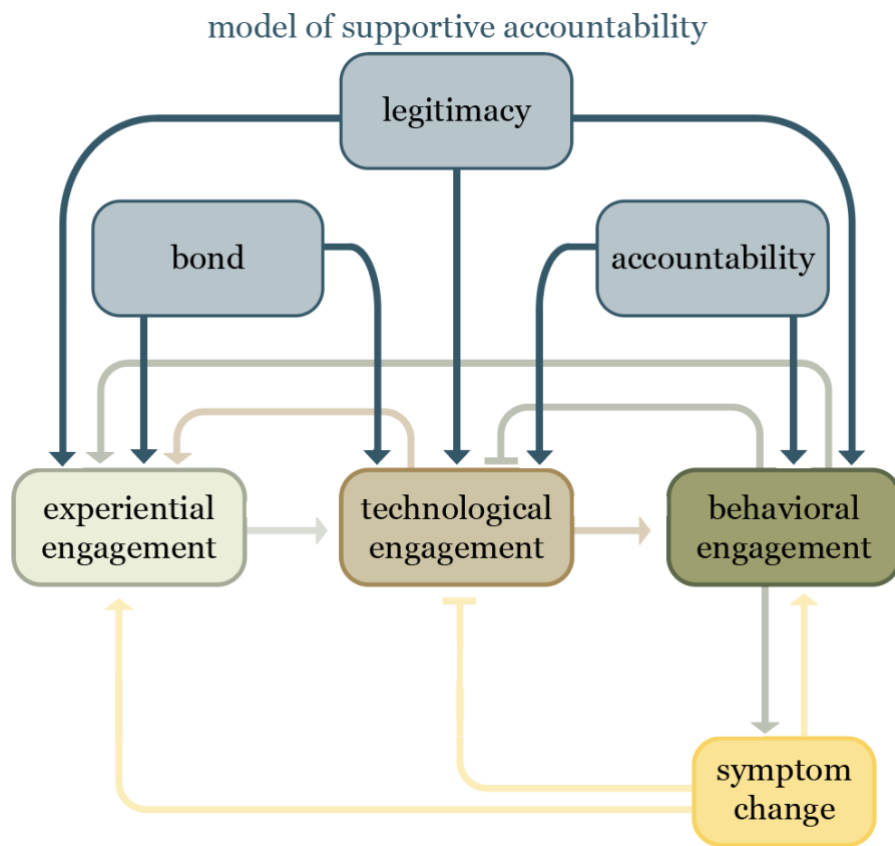 model of supportive accountability
legitimacy
bond
accountability
experiential
engagement
technological
engagement
behavioral
engagement
symptom
change